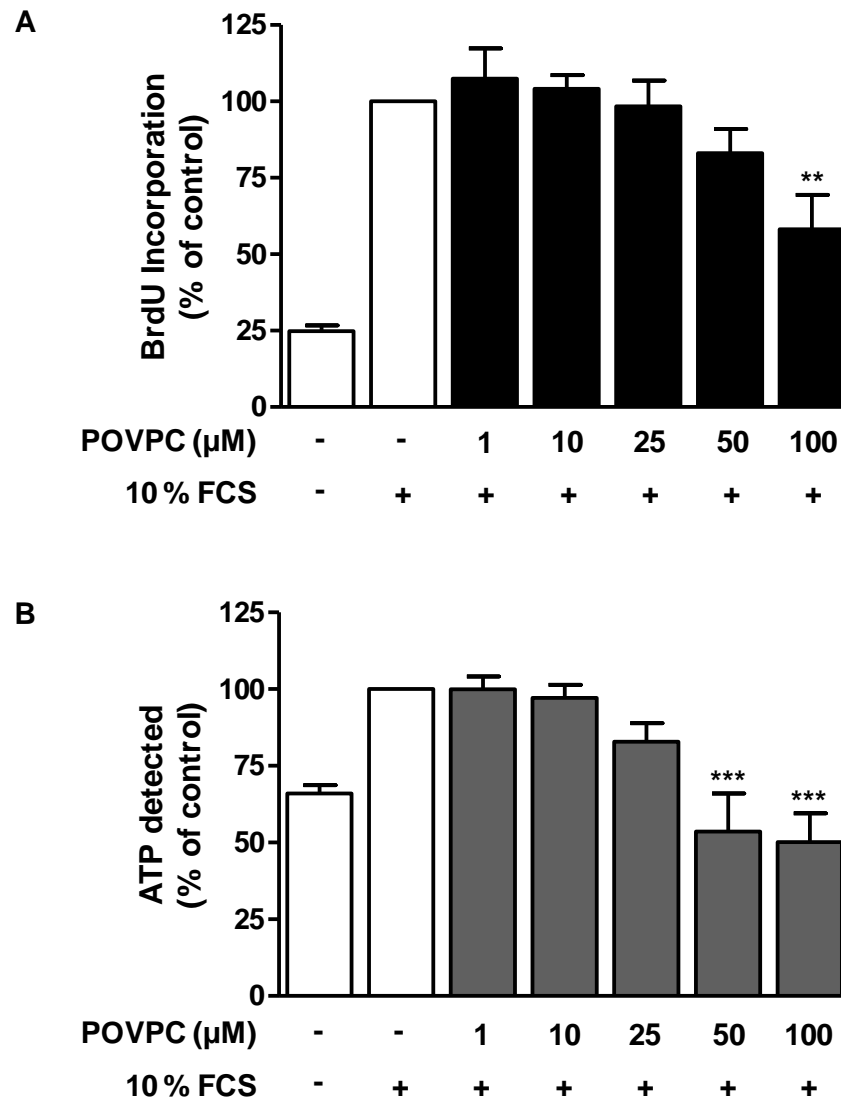 A
BrdU Incorporation
(% of control)
125
100
75
50
25
0
**
POVPC (µM) - - 1 10 25 50 100
10 % FCS - + + + + + +
B
ATP detected
(% of control)
125
100
75
50
25
0
*** ***
POVPC (µM) - - 1 10 25 50 100
10 % FCS - + + + + + +